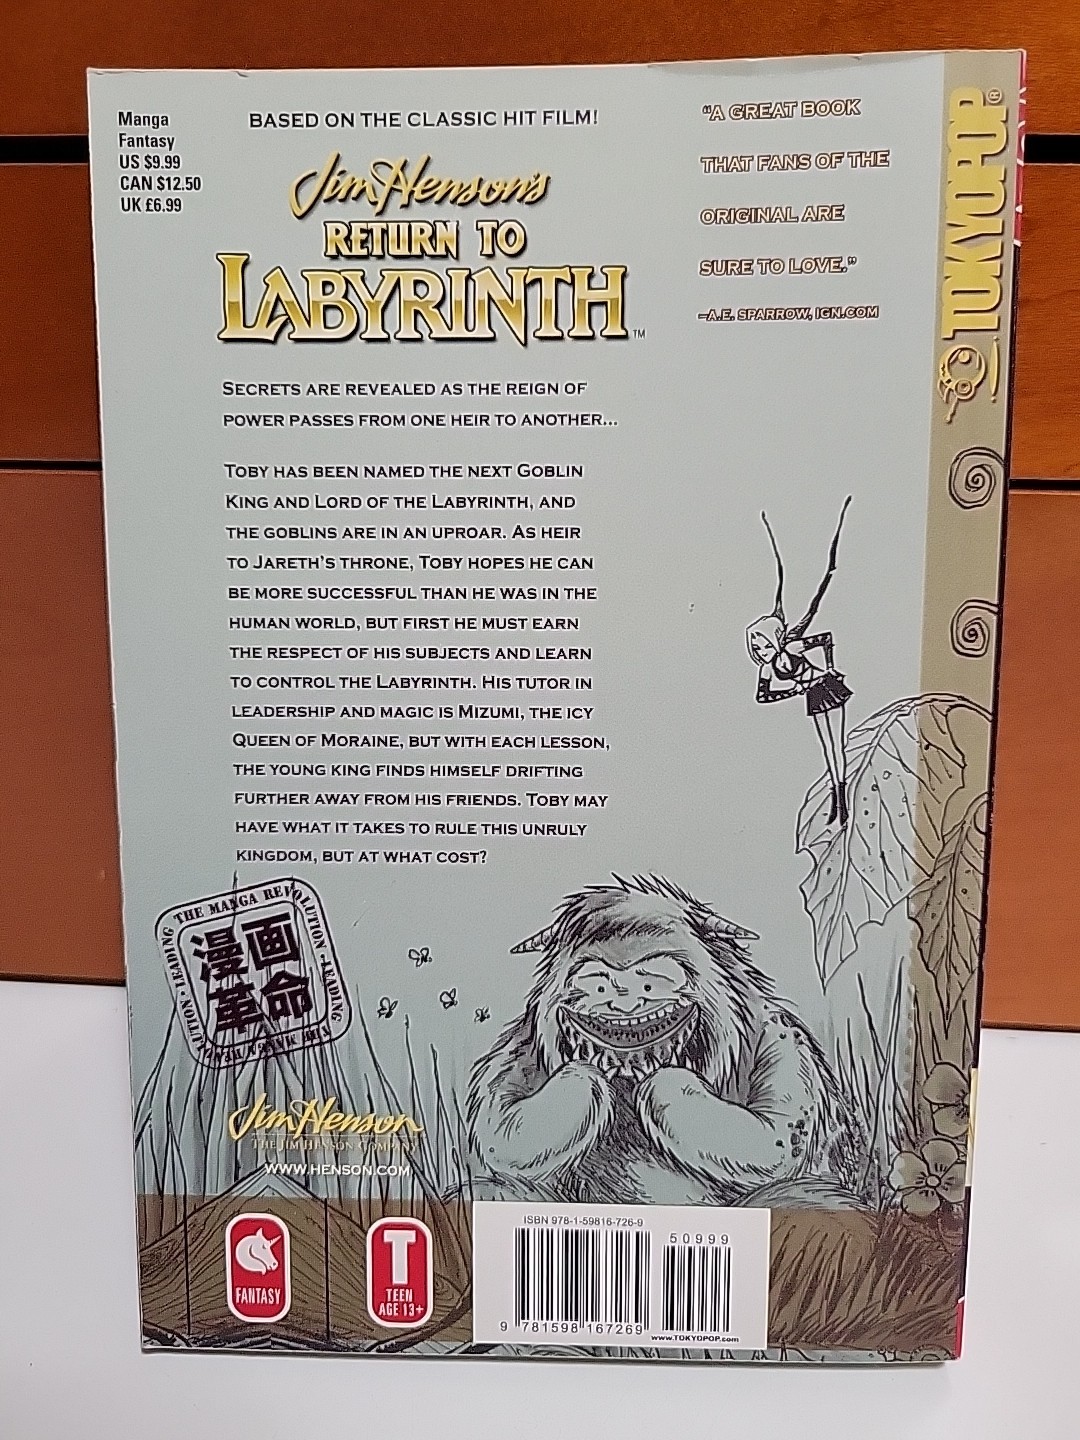 Manga
Fantasy
US $9.99
CAN $12.50
UK £6.99
BASED ON THE CLASSIC HIT FILM!
Jim Henson's
RETURN TO
LABYRINTH™
"A GREAT BOOK
THAT FANS OF THE
ORIGINAL ARE
SURE TO LOVE."
–A.E. SPARROW, IGN.COM
SECRETS ARE REVEALED AS THE REIGN OF
POWER PASSES FROM ONE HEIR TO ANOTHER...
TOBY HAS BEEN NAMED THE NEXT GOBLIN
KING AND LORD OF THE LABYRINTH, AND
THE GOBLINS ARE IN AN UPROAR. AS HEIR
TO JARETH'S THRONE, TOBY HOPES HE CAN
BE MORE SUCCESSFUL THAN HE WAS IN THE
HUMAN WORLD, BUT FIRST HE MUST EARN
THE RESPECT OF HIS SUBJECTS AND LEARN
TO CONTROL THE LABYRINTH. HIS TUTOR IN
LEADERSHIP AND MAGIC IS MIZUMI, THE ICY
QUEEN OF MORAINE, BUT WITH EACH LESSON,
THE YOUNG KING FINDS HIMSELF DRIFTING
FURTHER AWAY FROM HIS FRIENDS. TOBY MAY
HAVE WHAT IT TAKES TO RULE THIS UNRULY
KINGDOM, BUT AT WHAT COST?
TOKYOPOP®
LEADING THE MANGA REVOLUTION · LEADING THE MANGA REVOLUTION ·
漫画
革命
Jim Henson
THE JIM HENSON COMPANY
WWW.HENSON.COM
FANTASY
T
TEEN
AGE 13+
ISBN 978-1-59816-726-9
50999
9 781598 167269
www.TOKYOPOP.com